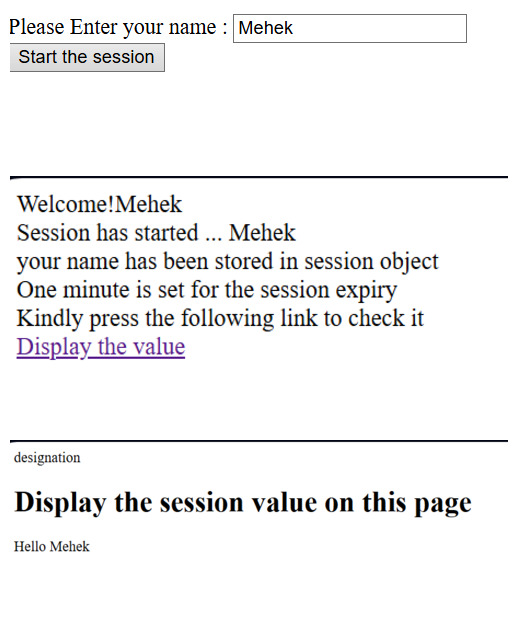 Please Enter your name : Mehek
Start the session
Welcome!Mehek
Session has started ... Mehek
your name has been stored in session object
One minute is set for the session expiry
Kindly press the following link to check it
Display the value
designation
Display the session value on this page
Hello Mehek